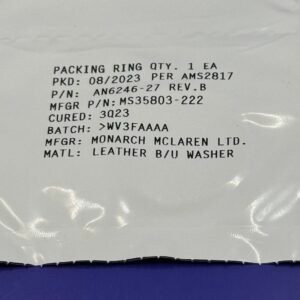 PACKING RING QTY. 1 EA
PKD: 08/2023 PER AMS2817
P/N: AN6246-27 REV.B
MFGR P/N: MS35803-222
CURED: 3Q23
BATCH: >WV3FAAAA
MFGR: MONARCH MCLAREN LTD.
MATL: LEATHER B/U WASHER